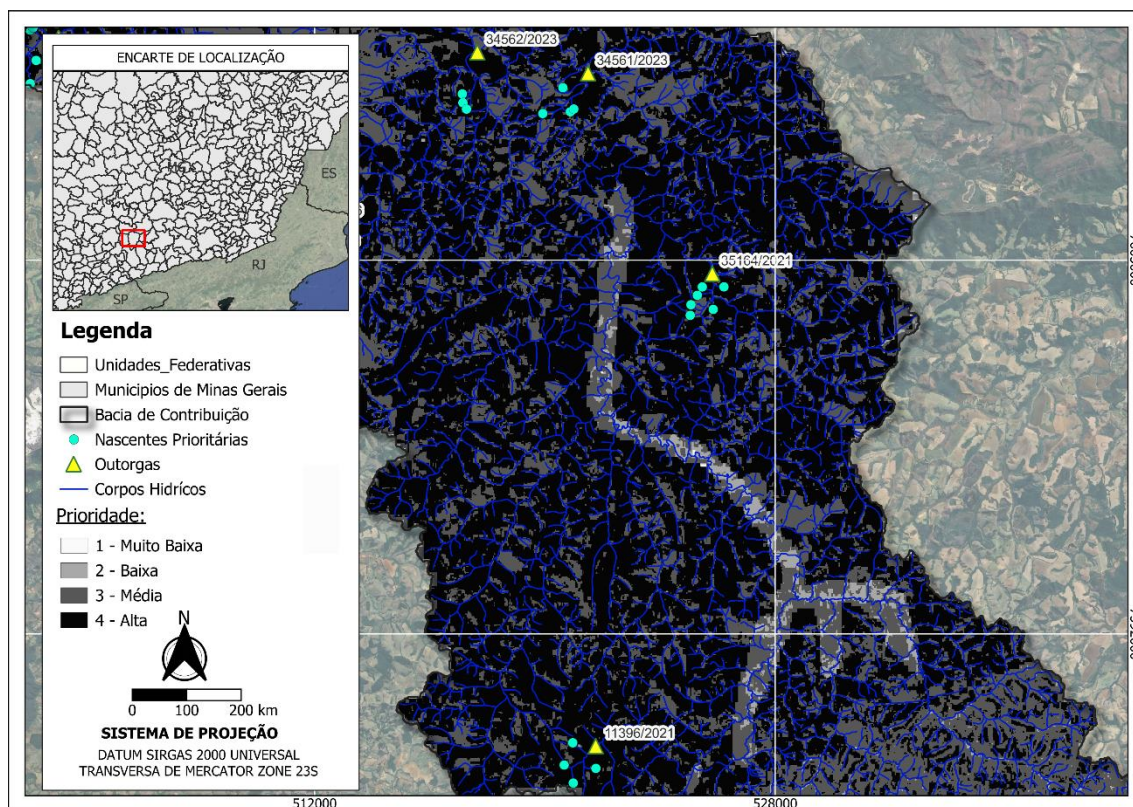 ENCARTE DE LOCALIZAÇÃO
ES
RJ
SP
Legenda
Unidades_Federativas
Municipios de Minas Gerais
Bacia de Contribuição
Nascentes Prioritárias
Outorgas
Corpos Hidrícos
Prioridade:
1 - Muito Baixa
2 - Baixa
3 - Média
4 - Alta
N
0 100 200 km
SISTEMA DE PROJEÇÃO
DATUM SIRGAS 2000 UNIVERSAL
TRANSVERSA DE MERCATOR ZONE 23S
34562/2023
34561/2023
35164/2021
11396/2021
512000
528000